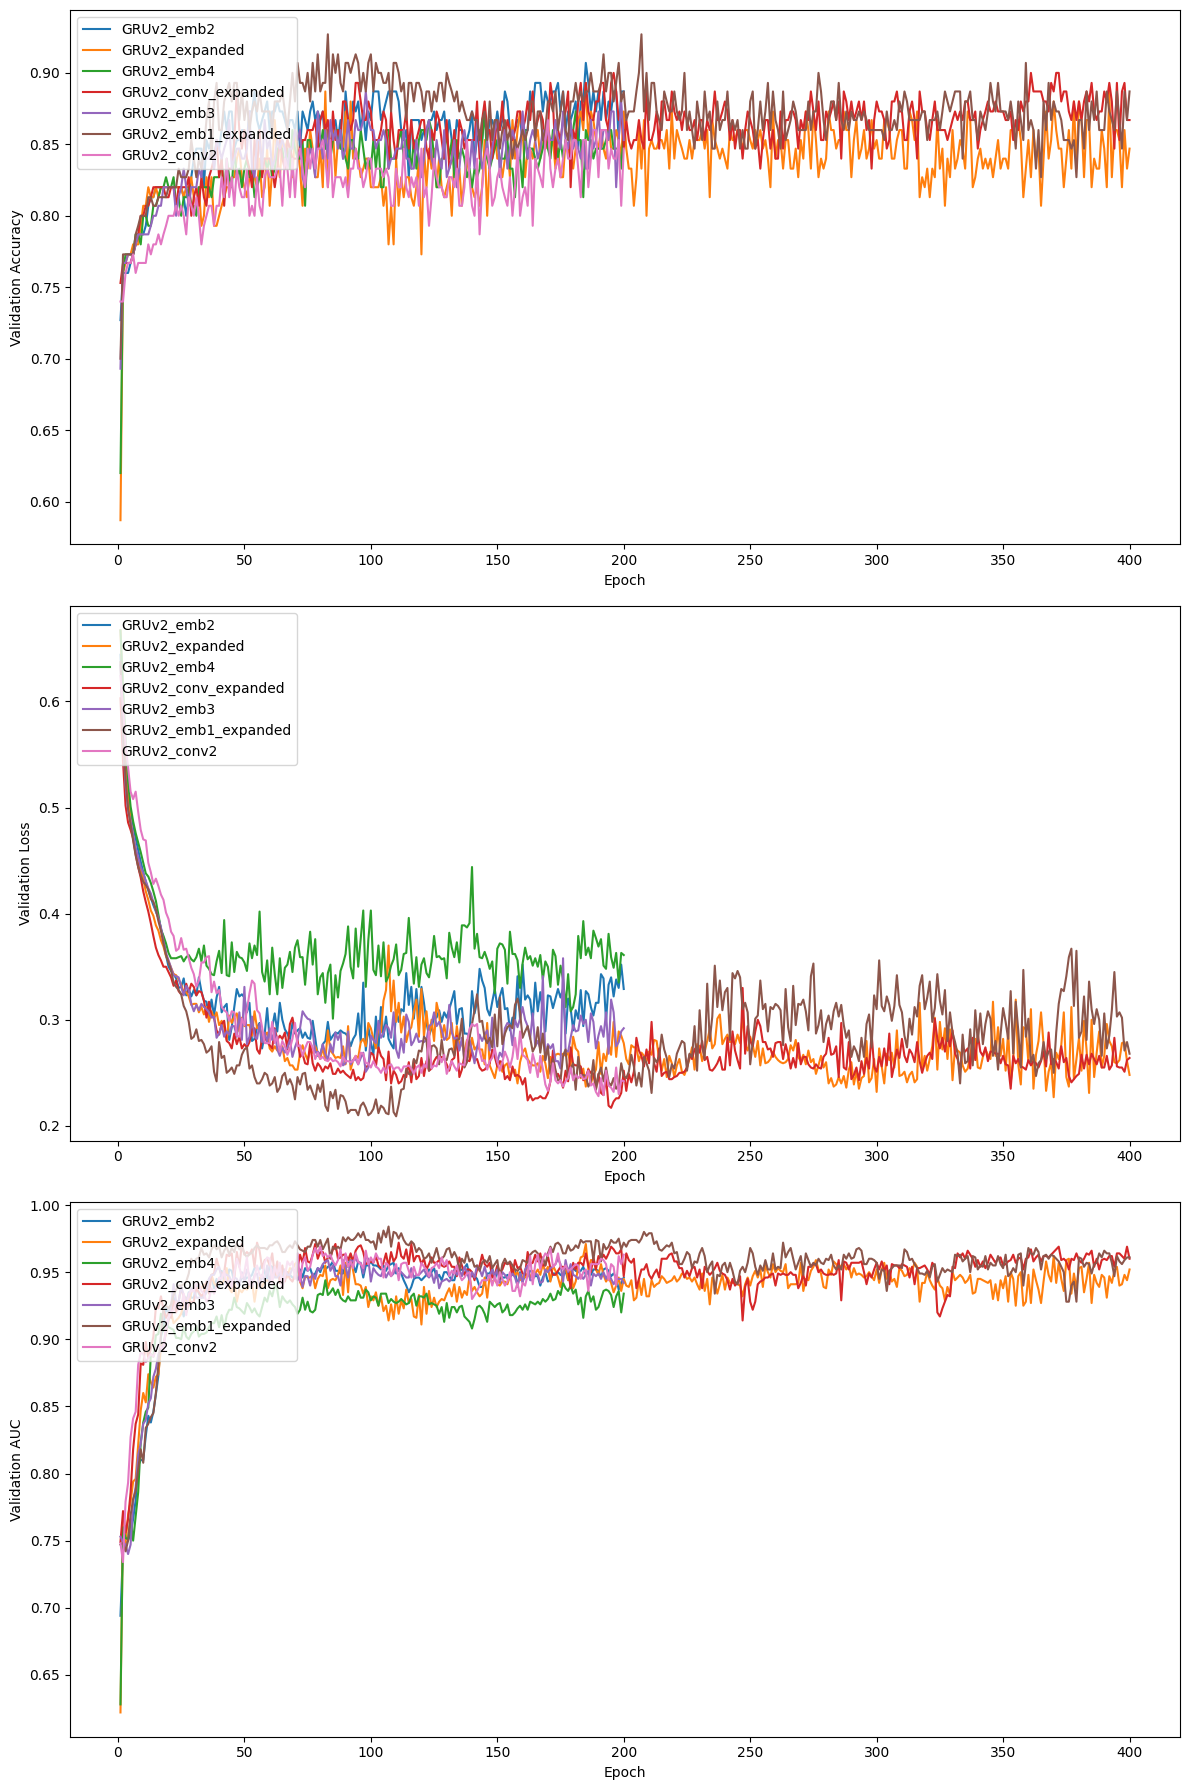 GRUv2_emb2
GRUv2_expanded
GRUv2_emb4
GRUv2_conv_expanded
GRUv2_emb3
GRUv2_emb1_expanded
GRUv2_conv2
0.90
0.85
0.80
0.75
0.70
0.65
0.60
Validation Accuracy
0 50 100 150 200 250 300 350 400
Epoch
GRUv2_emb2
GRUv2_expanded
GRUv2_emb4
GRUv2_conv_expanded
GRUv2_emb3
GRUv2_emb1_expanded
GRUv2_conv2
0.6
0.5
0.4
0.3
0.2
Validation Loss
0 50 100 150 200 250 300 350 400
Epoch
GRUv2_emb2
GRUv2_expanded
GRUv2_emb4
GRUv2_conv_expanded
GRUv2_emb3
GRUv2_emb1_expanded
GRUv2_conv2
1.00
0.95
0.90
0.85
0.80
0.75
0.70
0.65
Validation AUC
0 50 100 150 200 250 300 350 400
Epoch